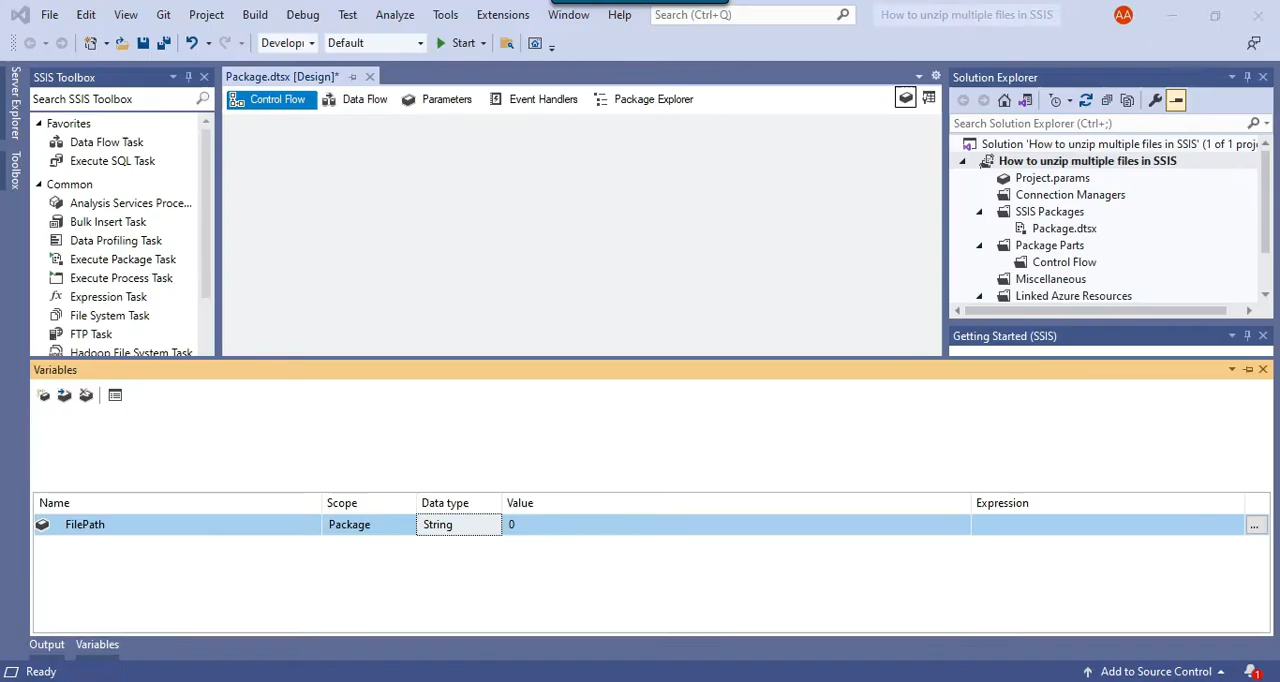 File Edit View Git Project Build Debug Test Analyze Tools Extensions Window Help Search (Ctrl+Q) How to unzip multiple files in SSIS AA
Developi Default Start
Server Explorer
Toolbox
SSIS Toolbox
Search SSIS Toolbox
Favorites
Data Flow Task
Execute SQL Task
Common
Analysis Services Proce...
Bulk Insert Task
Data Profiling Task
Execute Package Task
Execute Process Task
Expression Task
File System Task
FTP Task
Hadoop File System Task
Package.dtsx [Design]*
Control Flow Data Flow Parameters Event Handlers Package Explorer
Solution Explorer
Search Solution Explorer (Ctrl+;)
Solution 'How to unzip multiple files in SSIS' (1 of 1 proje
How to unzip multiple files in SSIS
Project.params
Connection Managers
SSIS Packages
Package.dtsx
Package Parts
Control Flow
Miscellaneous
Linked Azure Resources
Getting Started (SSIS)
Variables
Name Scope Data type Value Expression
FilePath Package String 0 ...
Output Variables
Ready Add to Source Control 1